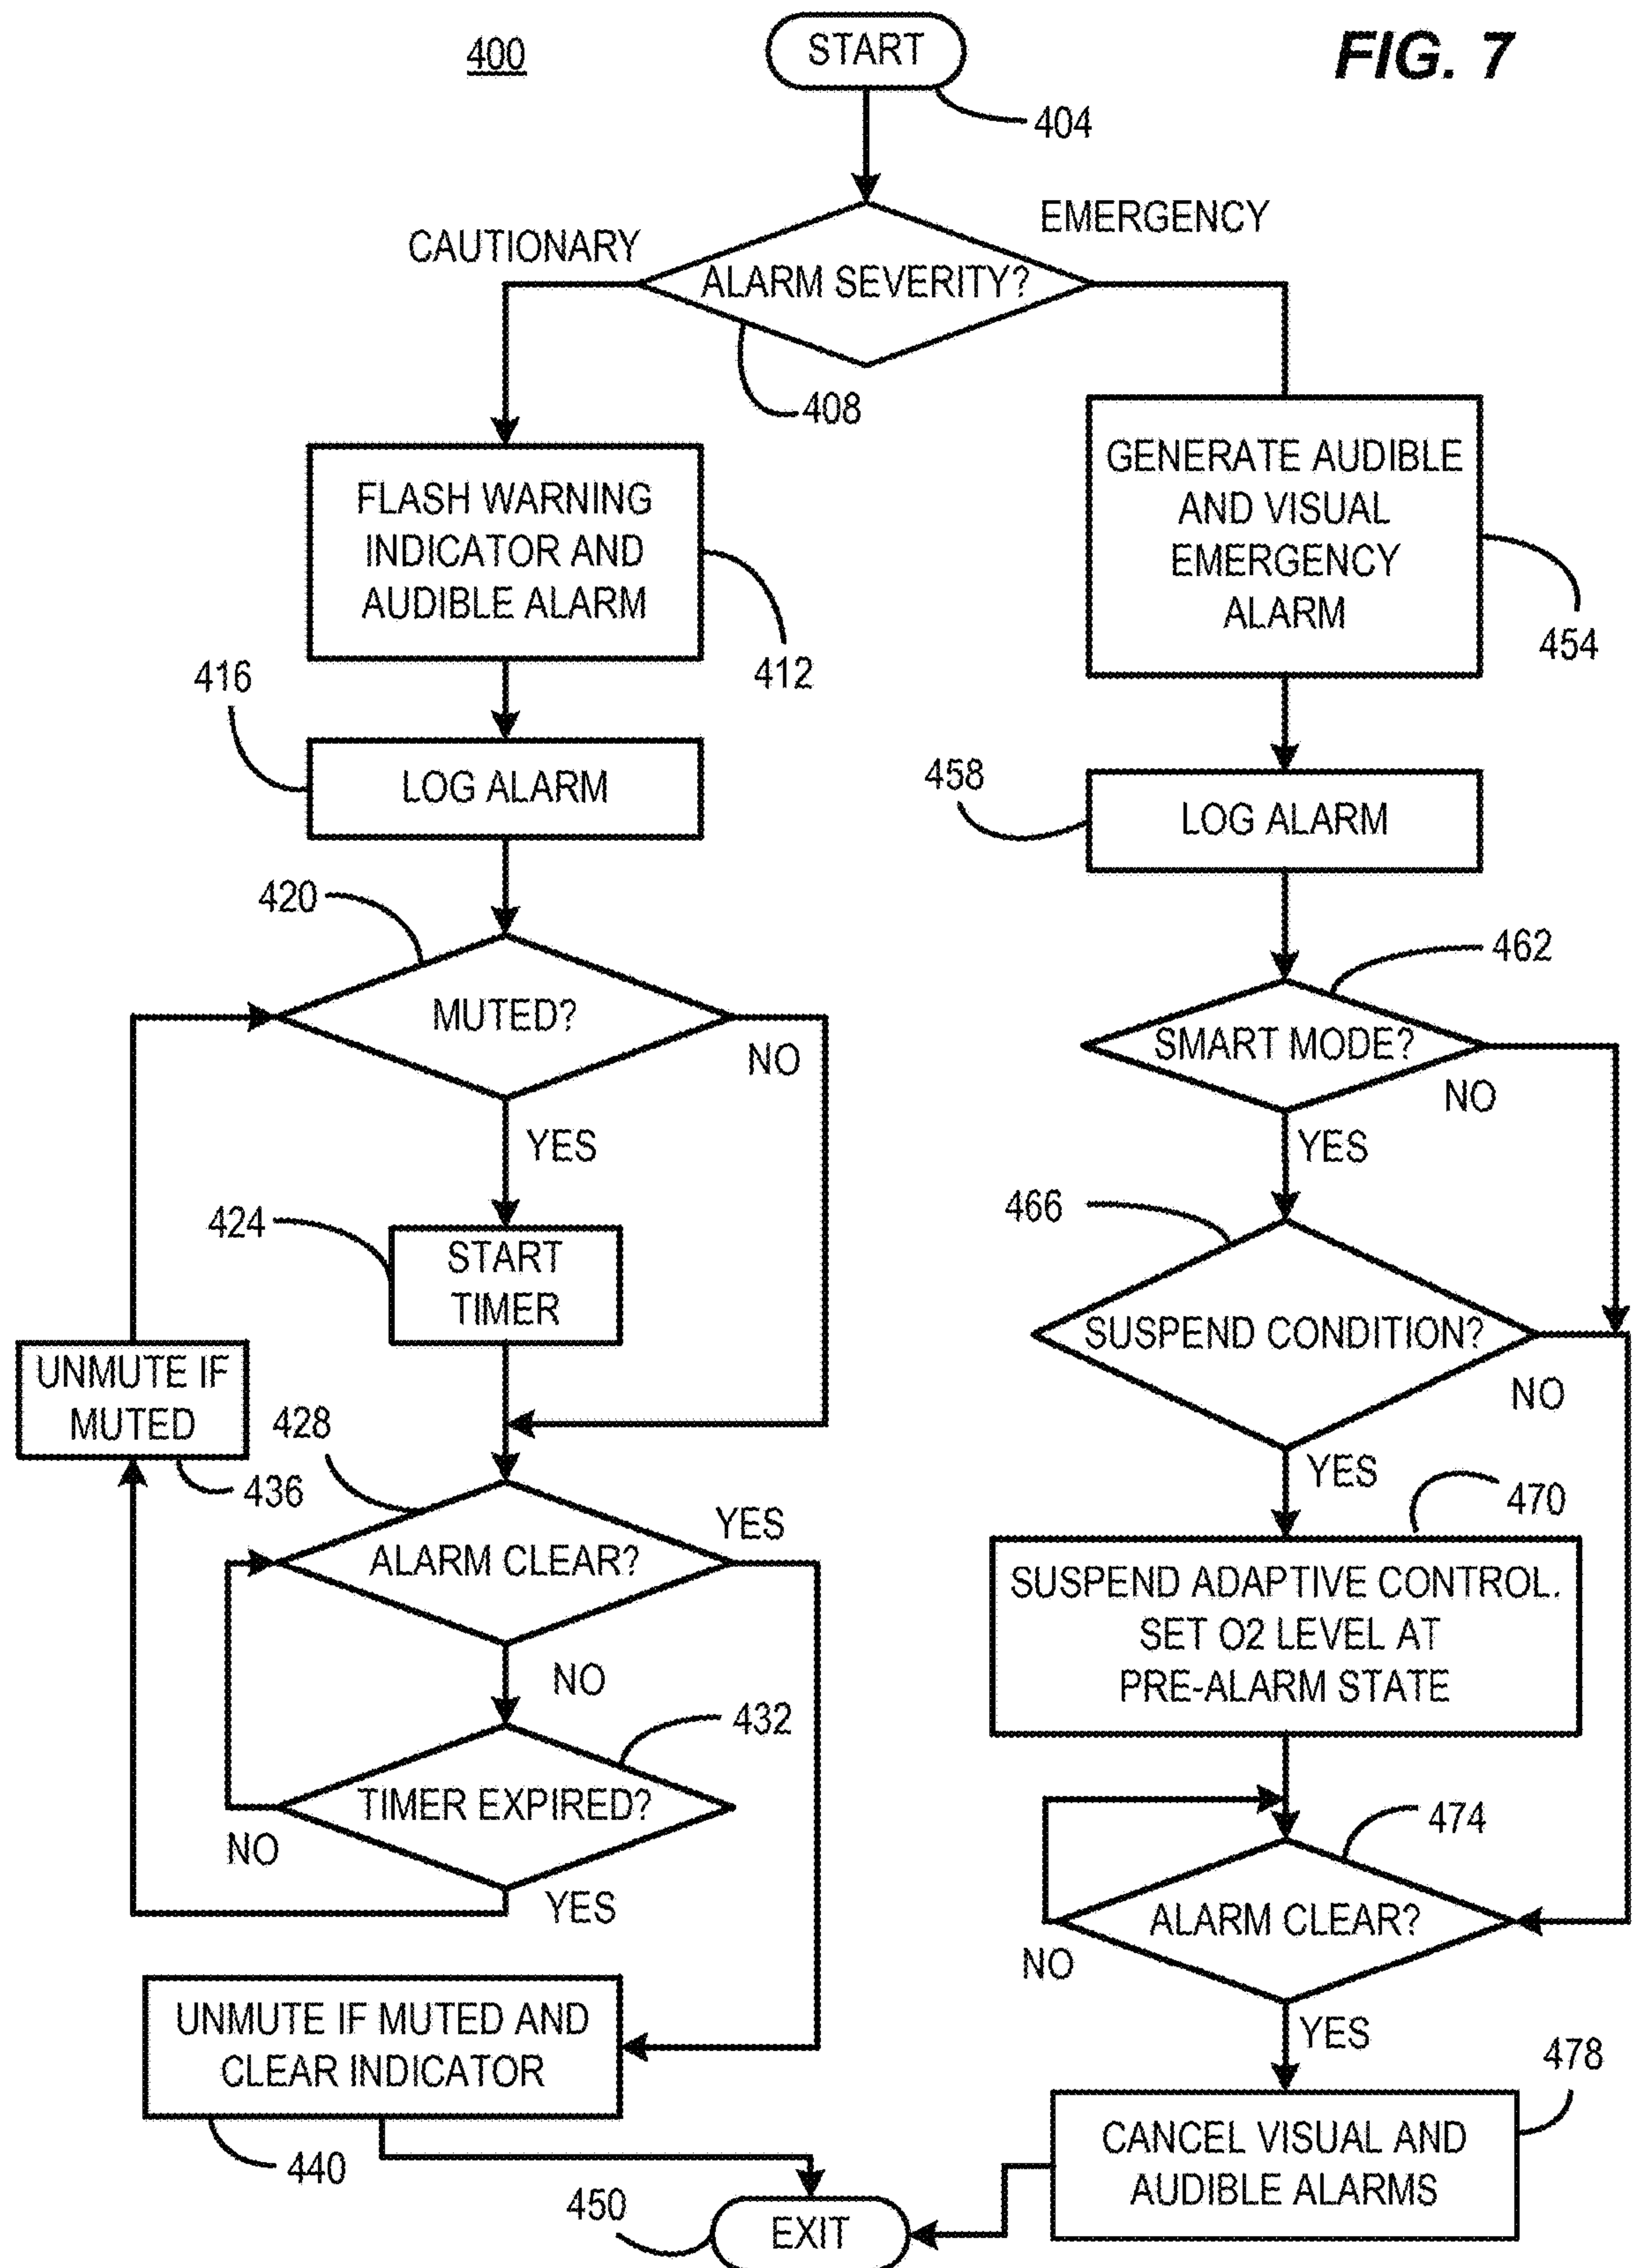 400
START
FIG. 7
404
CAUTIONARY
EMERGENCY
ALARM SEVERITY?
408
FLASH WARNING
INDICATOR AND
AUDIBLE ALARM
412
GENERATE AUDIBLE
AND VISUAL
EMERGENCY
ALARM
454
416
LOG ALARM
458
LOG ALARM
420
MUTED?
NO
YES
462
SMART MODE?
NO
YES
424
START
TIMER
466
SUSPEND CONDITION?
NO
YES
UNMUTE IF
MUTED
436
428
ALARM CLEAR?
YES
NO
470
SUSPEND ADAPTIVE CONTROL.
SET O2 LEVEL AT
PRE-ALARM STATE
432
TIMER EXPIRED?
NO
YES
474
ALARM CLEAR?
NO
YES
UNMUTE IF MUTED AND
CLEAR INDICATOR
440
478
CANCEL VISUAL AND
AUDIBLE ALARMS
450
EXIT